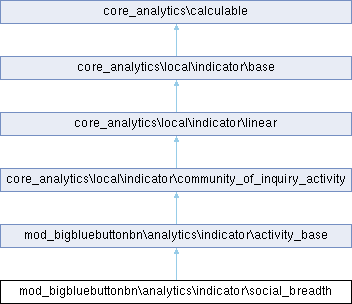 core_analytics\calculable
core_analytics\local\indicator\base
core_analytics\local\indicator\linear
core_analytics\local\indicator\community_of_inquiry_activity
mod_bigbluebuttonbn\analytics\indicator\activity_base
mod_bigbluebuttonbn\analytics\indicator\social_breadth